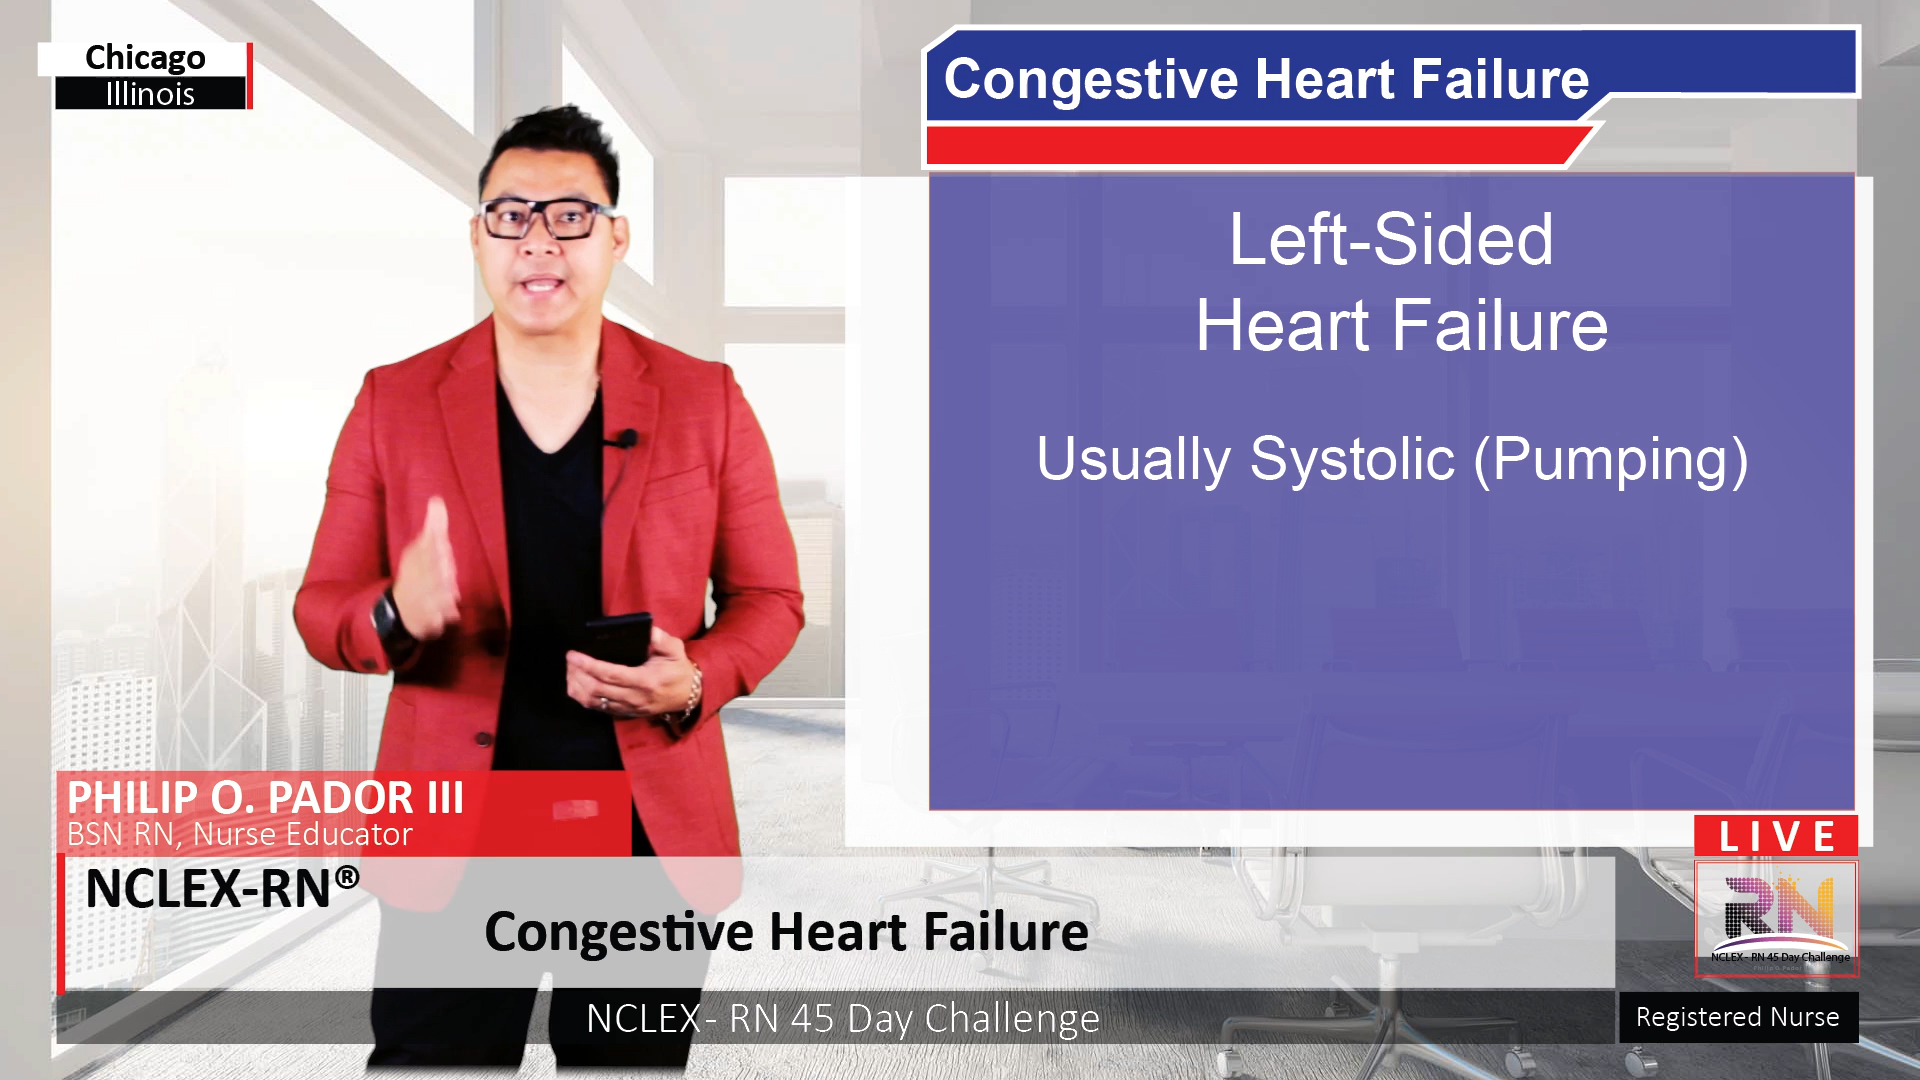 Chicago
Illinois
Congestive Heart Failure
Left-Sided
Heart Failure
Usually Systolic (Pumping)
PHILIP O. PADOR III
BSN RN, Nurse Educator
NCLEX-RN®
Congestive Heart Failure
NCLEX- RN 45 Day Challenge
LIVE
RN
NCLEX- RN 45 Day Challenge
Registered Nurse